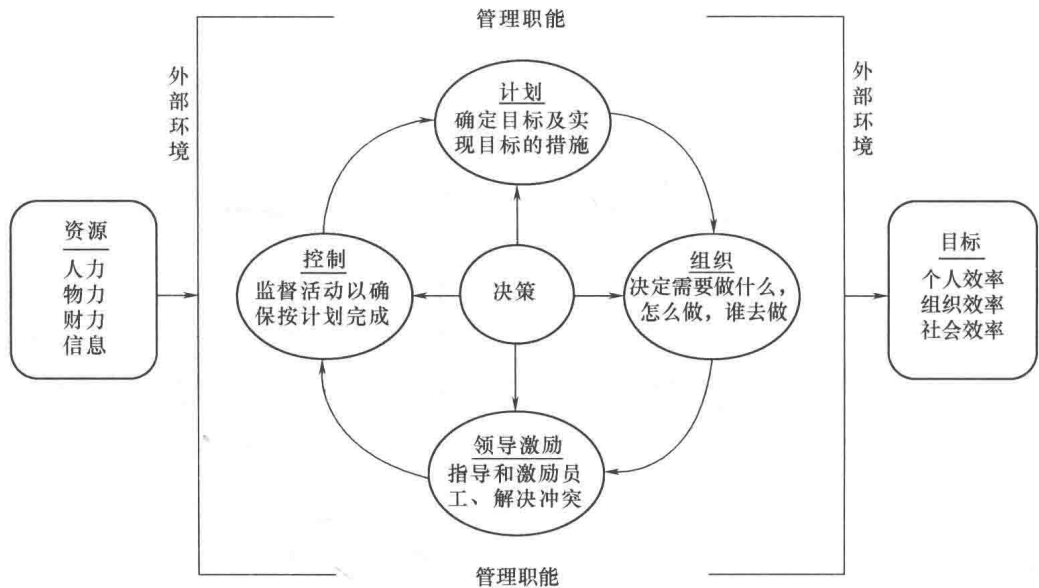 管理职能
外部环境
外部环境
计划
确定目标及实
现目标的措施
资源
人力
物力
财力
信息
控制
监督活动以确
保按计划完成
决策
组织
决定需要做什么，
怎么做，谁去做
目标
个人效率
组织效率
社会效率
领导激励
指导和激励员
工、解决冲突
管理职能